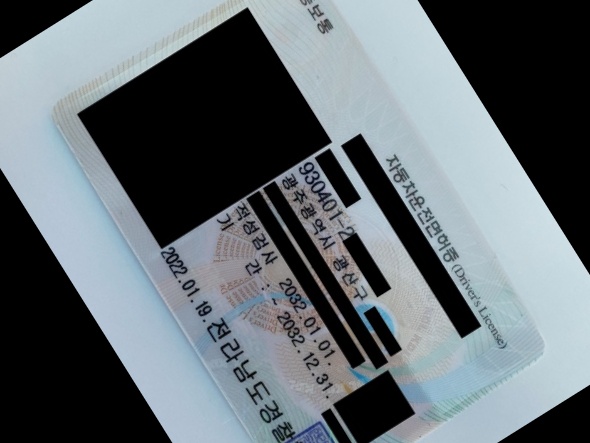 자동차운전면허증 (Driver's License)
930401-2
광주광역시 광산구
적성검사 2032.01.01.
기 간 : ~ 2032.12.31.
2022.01.19. 전라남도경찰